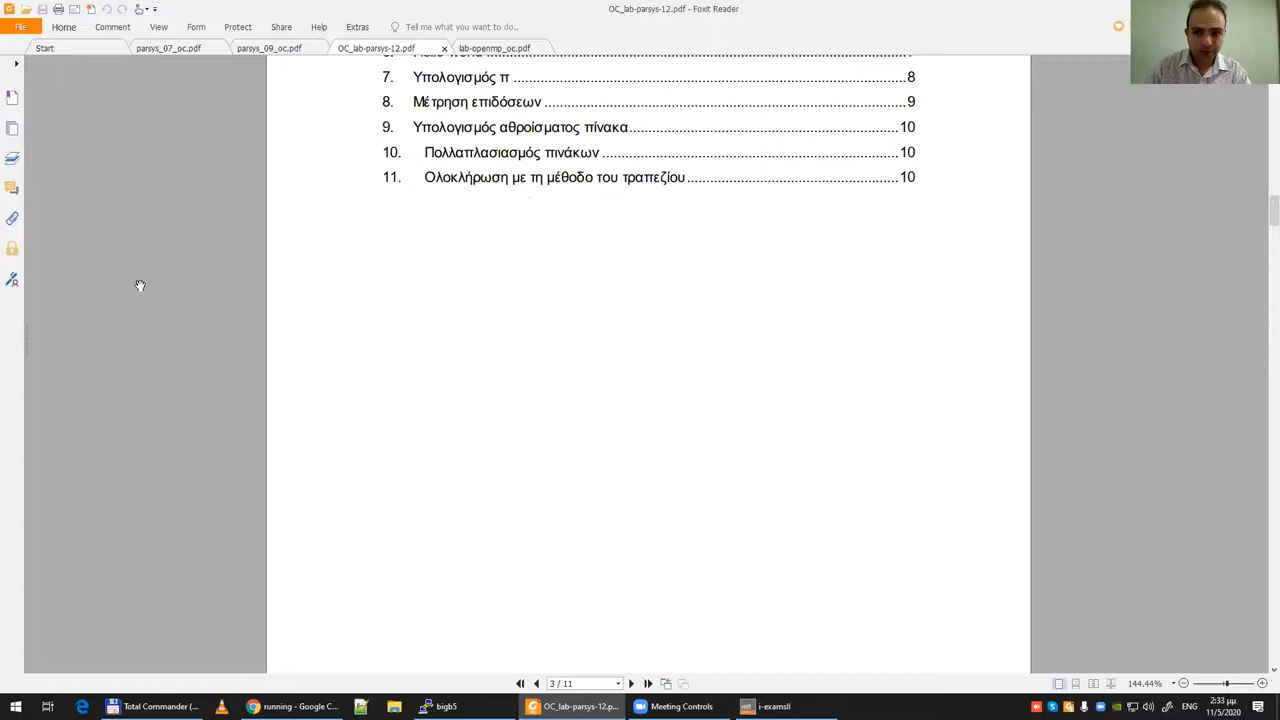 OC_lab-parsys-12.pdf - Foxit Reader
File Home Comment View Form Protect Share Help Extras Tell me what you want to do...
Start parsys_07_oc.pdf parsys_09_oc.pdf OC_lab-parsys-12.pdf lab-openmp_oc.pdf
7. Υπολογισμός π ........ 8
8. Μέτρηση επιδόσεων ........ 9
9. Υπολογισμός αθροίσματος πίνακα ........ 10
10. Πολλαπλασιασμός πινάκων ........ 10
11. Ολοκλήρωση με τη μέθοδο του τραπεζίου ........ 10
3 / 11
144.44%
Total Commander (... running - Google C... bigb5 OC_lab-parsys-12.p... Meeting Controls i-examsII
ENG
2:33 μμ
11/5/2020